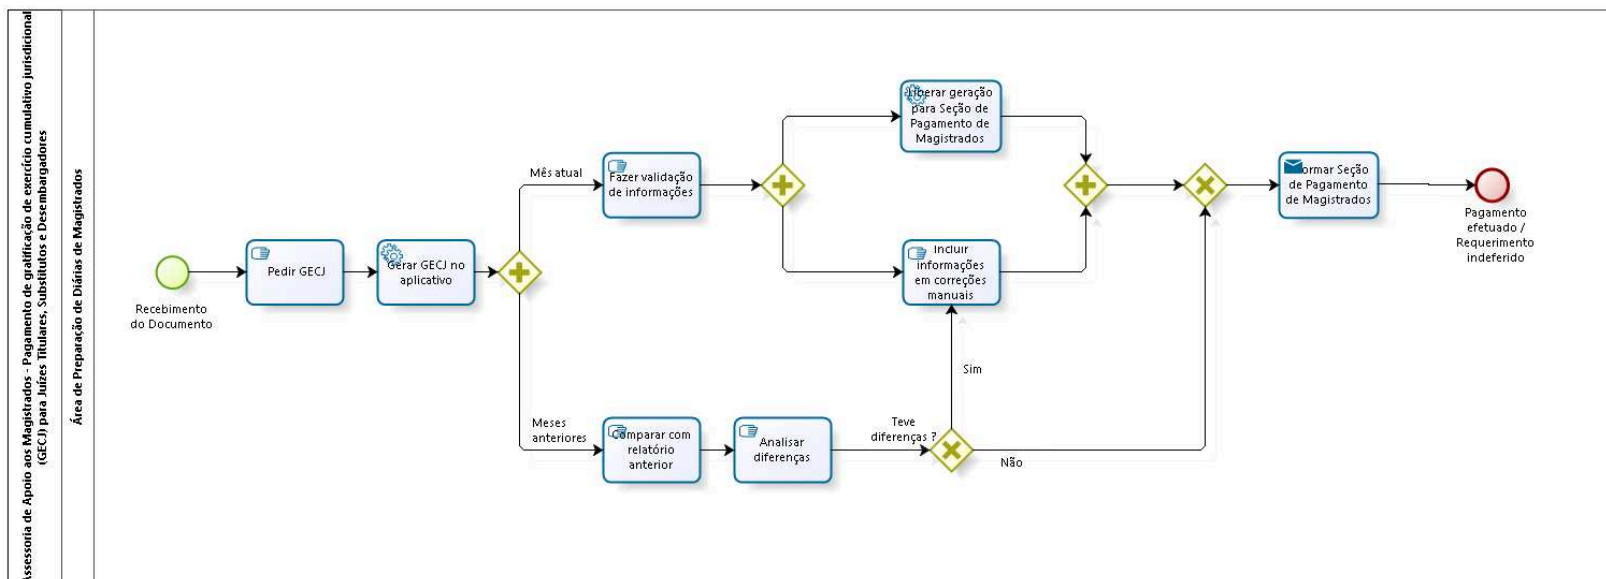 Assessoria de Apoio aos Magistrados - Pagamento de gratificação de exercício cumulativo jurisdicional
(GECJ) para Juízes Titulares, Substitutos e Desembargadores
Área de Preparação de Diárias de Magistrados
Recebimento
do Documento
Pedir GECJ
Gerar GECJ no
aplicativo
Mês atual
Fazer validação
de informações
Liberar geração
para Seção de
Pagamento de
Magistrados
Incluir
informações
em correções
manuais
Meses
anteriores
Comparar com
relatório
anterior
Analisar
diferenças
Teve
diferenças ?
Sim
Não
ormar Seção
de Pagamento
de Magistrados
Pagamento
efetuado /
Requerimento
indeferido